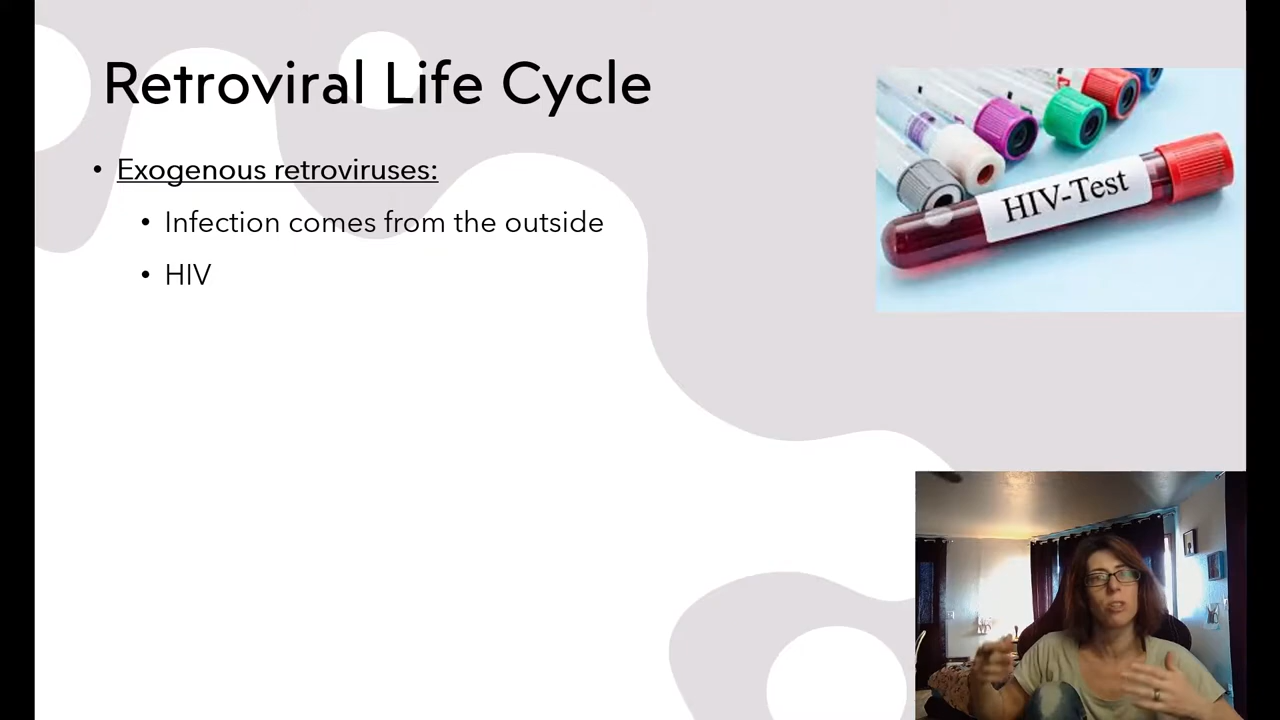 Retroviral Life Cycle
• Exogenous retroviruses:
• Infection comes from the outside
• HIV
HIV-Test